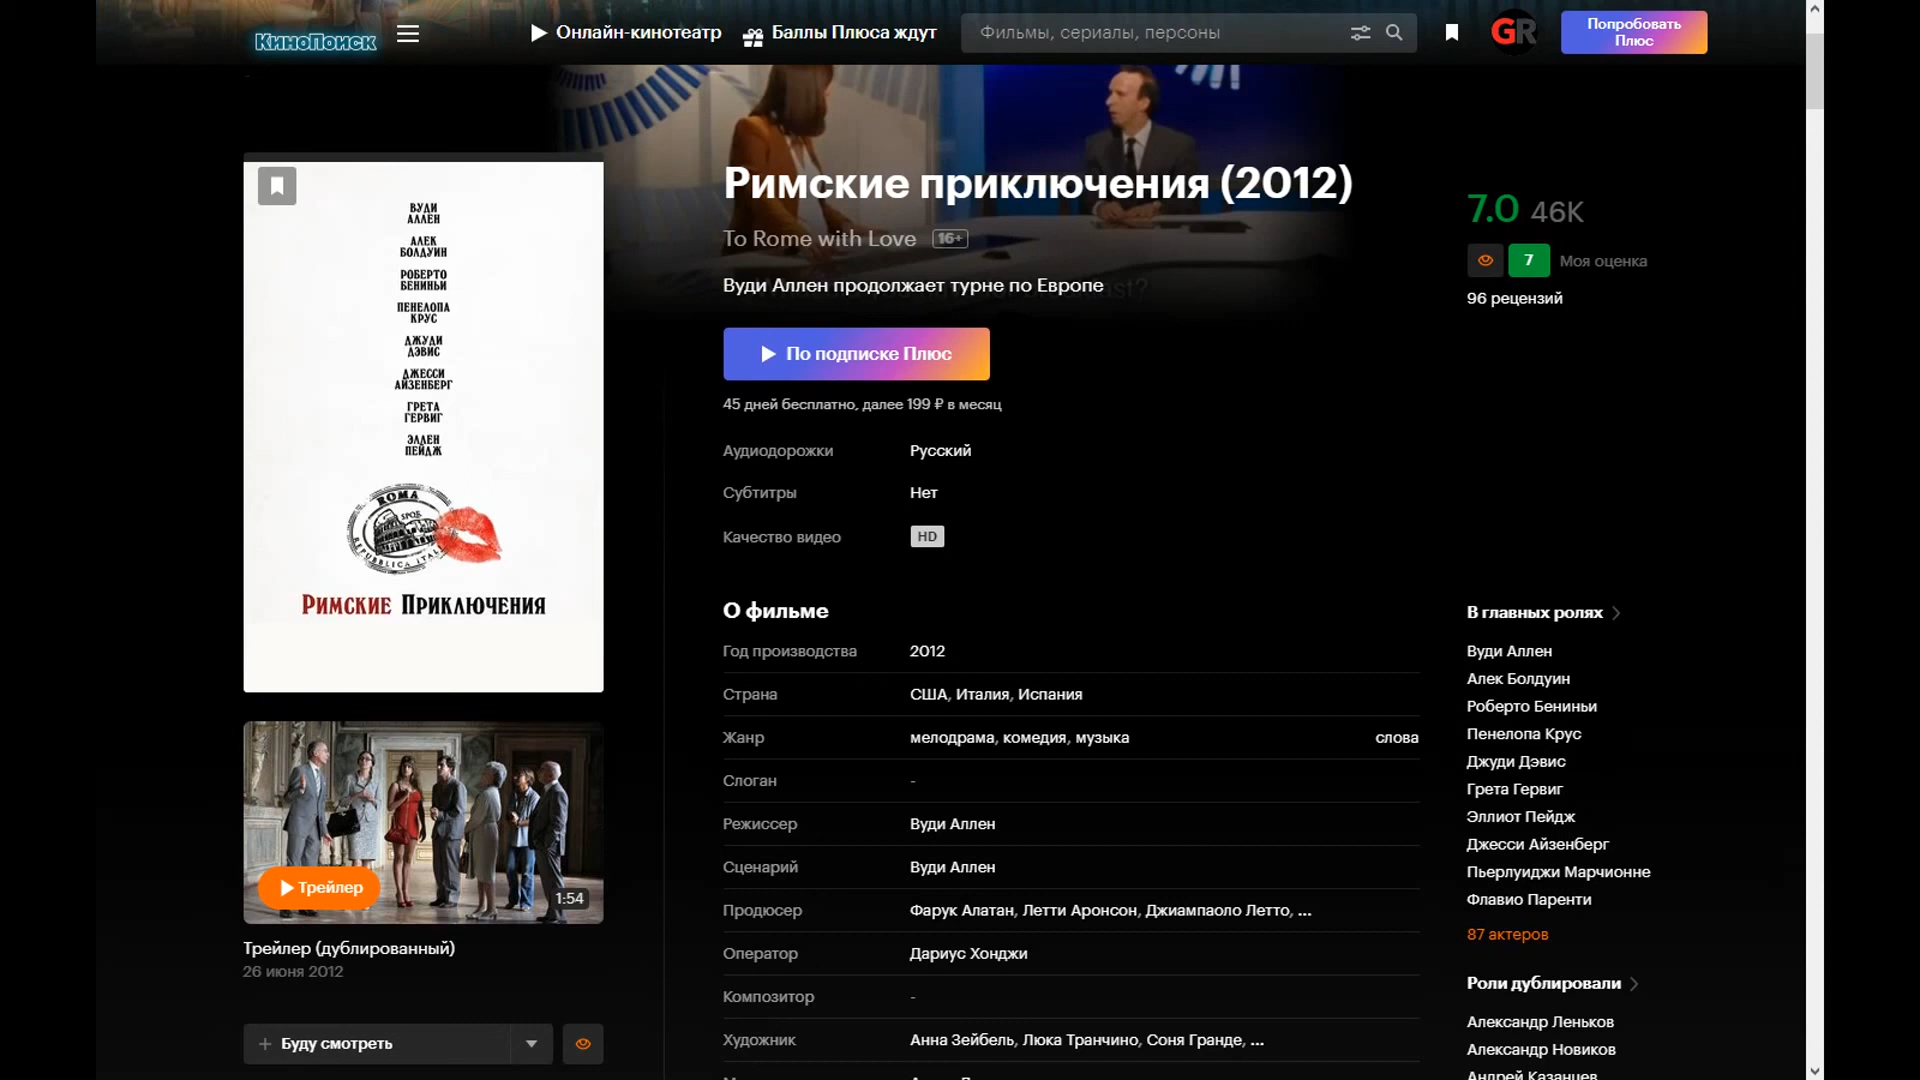 КиноПоиск
Онлайн-кинотеатр
Баллы Плюса ждут
Фильмы, сериалы, персоны
GR
Попробовать
Плюс
ВУДИ
АЛЛЕН
АЛЕК
БОЛДУИН
РОБЕРТО
БЕНИНЬИ
ПЕНЕЛОПА
КРУС
ДЖУДИ
ДЭВИС
ДЖЕССИ
АЙЗЕНБЕРГ
ГРЕТА
ГЕРВИГ
ЭЛЛЕН
ПЕЙДЖ
ROMA
SPQR
REPUBBLICA ITAL
РИМСКИЕ ПРИКЛЮЧЕНИЯ
Трейлер
1:54
Трейлер (дублированный)
26 июня 2012
Буду смотреть
Римские приключения (2012)
To Rome with Love 16+
Вуди Аллен продолжает турне по Европе
По подписке Плюс
45 дней бесплатно, далее 199 ₽ в месяц
Аудиодорожки Русский
Субтитры Нет
Качество видео HD
О фильме
Год производства 2012
Страна США, Италия, Испания
Жанр мелодрама, комедия, музыка слова
Слоган -
Режиссер Вуди Аллен
Сценарий Вуди Аллен
Продюсер Фарук Алатан, Летти Аронсон, Джиампаоло Летто, ...
Оператор Дариус Хонджи
Композитор -
Художник Анна Зейбель, Люка Транчино, Соня Гранде, ...
7.0 46K
7 Моя оценка
96 рецензий
В главных ролях
Вуди Аллен
Алек Болдуин
Роберто Бениньи
Пенелопа Крус
Джуди Дэвис
Грета Гервиг
Эллиот Пейдж
Джесси Айзенберг
Пьерлуиджи Марчионне
Флавио Паренти
87 актеров
Роли дублировали
Александр Леньков
Александр Новиков
Андрей Казанцев